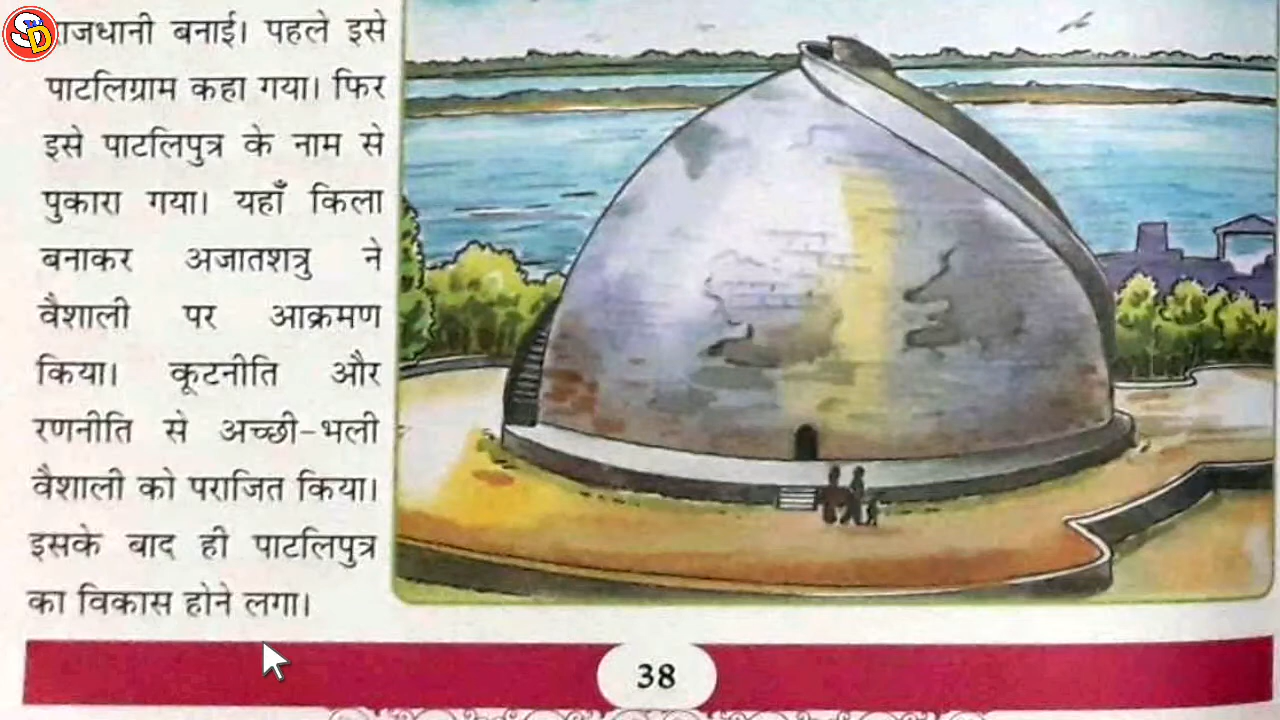 राजधानी बनाई। पहले इसे
पाटलिग्राम कहा गया। फिर
इसे पाटलिपुत्र के नाम से
पुकारा गया। यहाँ किला
बनाकर अजातशत्रु ने
वैशाली पर आक्रमण
किया। कूटनीति और
रणनीति से अच्छी-भली
वैशाली को पराजित किया।
इसके बाद ही पाटलिपुत्र
का विकास होने लगा।
38